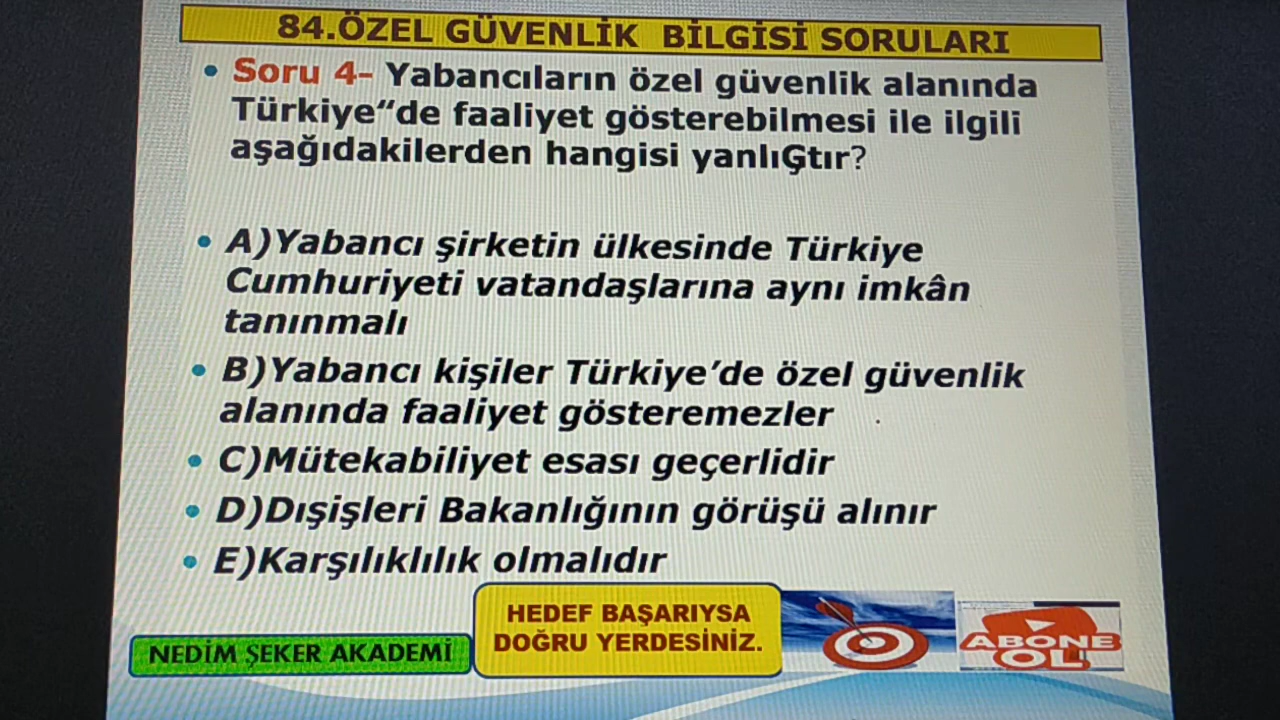 84.ÖZEL GÜVENLİK BİLGİSİ SORULARI
• Soru 4- Yabancıların özel güvenlik alanında
Türkiye“de faaliyet gösterebilmesi ile ilgili
aşağıdakilerden hangisi yanlıŞtır?
• A)Yabancı şirketin ülkesinde Türkiye
Cumhuriyeti vatandaşlarına aynı imkân
tanınmalı
• B)Yabancı kişiler Türkiye’de özel güvenlik
alanında faaliyet gösteremezler
• C)Mütekabiliyet esası geçerlidir
• D)Dışişleri Bakanlığının görüşü alınır
• E)Karşılıklılık olmalıdır
HEDEF BAŞARIYSA
DOĞRU YERDESİNİZ.
NEDİM ŞEKER AKADEMİ
ABONE
OL